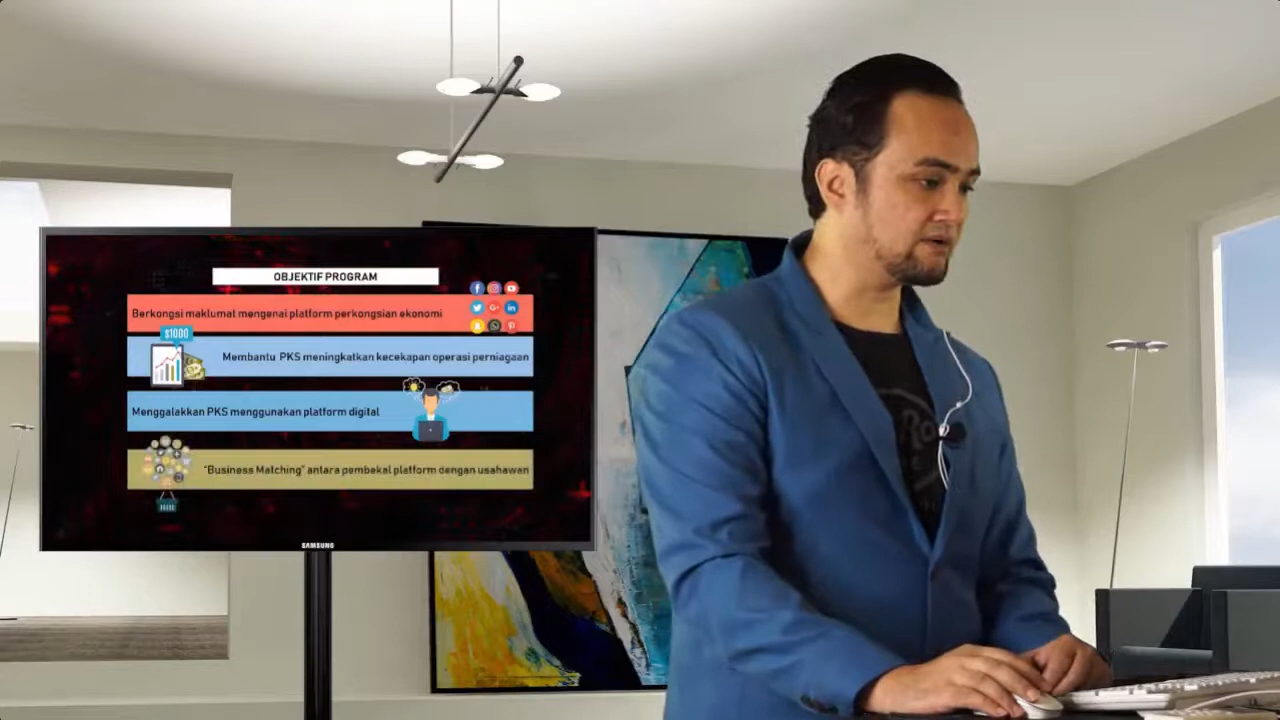 OBJEKTIF PROGRAM
Berkongsi maklumat mengenai platform perkongsian ekonomi
$1000
Membantu PKS meningkatkan kecekapan operasi perniagaan
Menggalakkan PKS menggunakan platform digital
"Business Matching" antara pembekal platform dengan usahawan
SAMSUNG